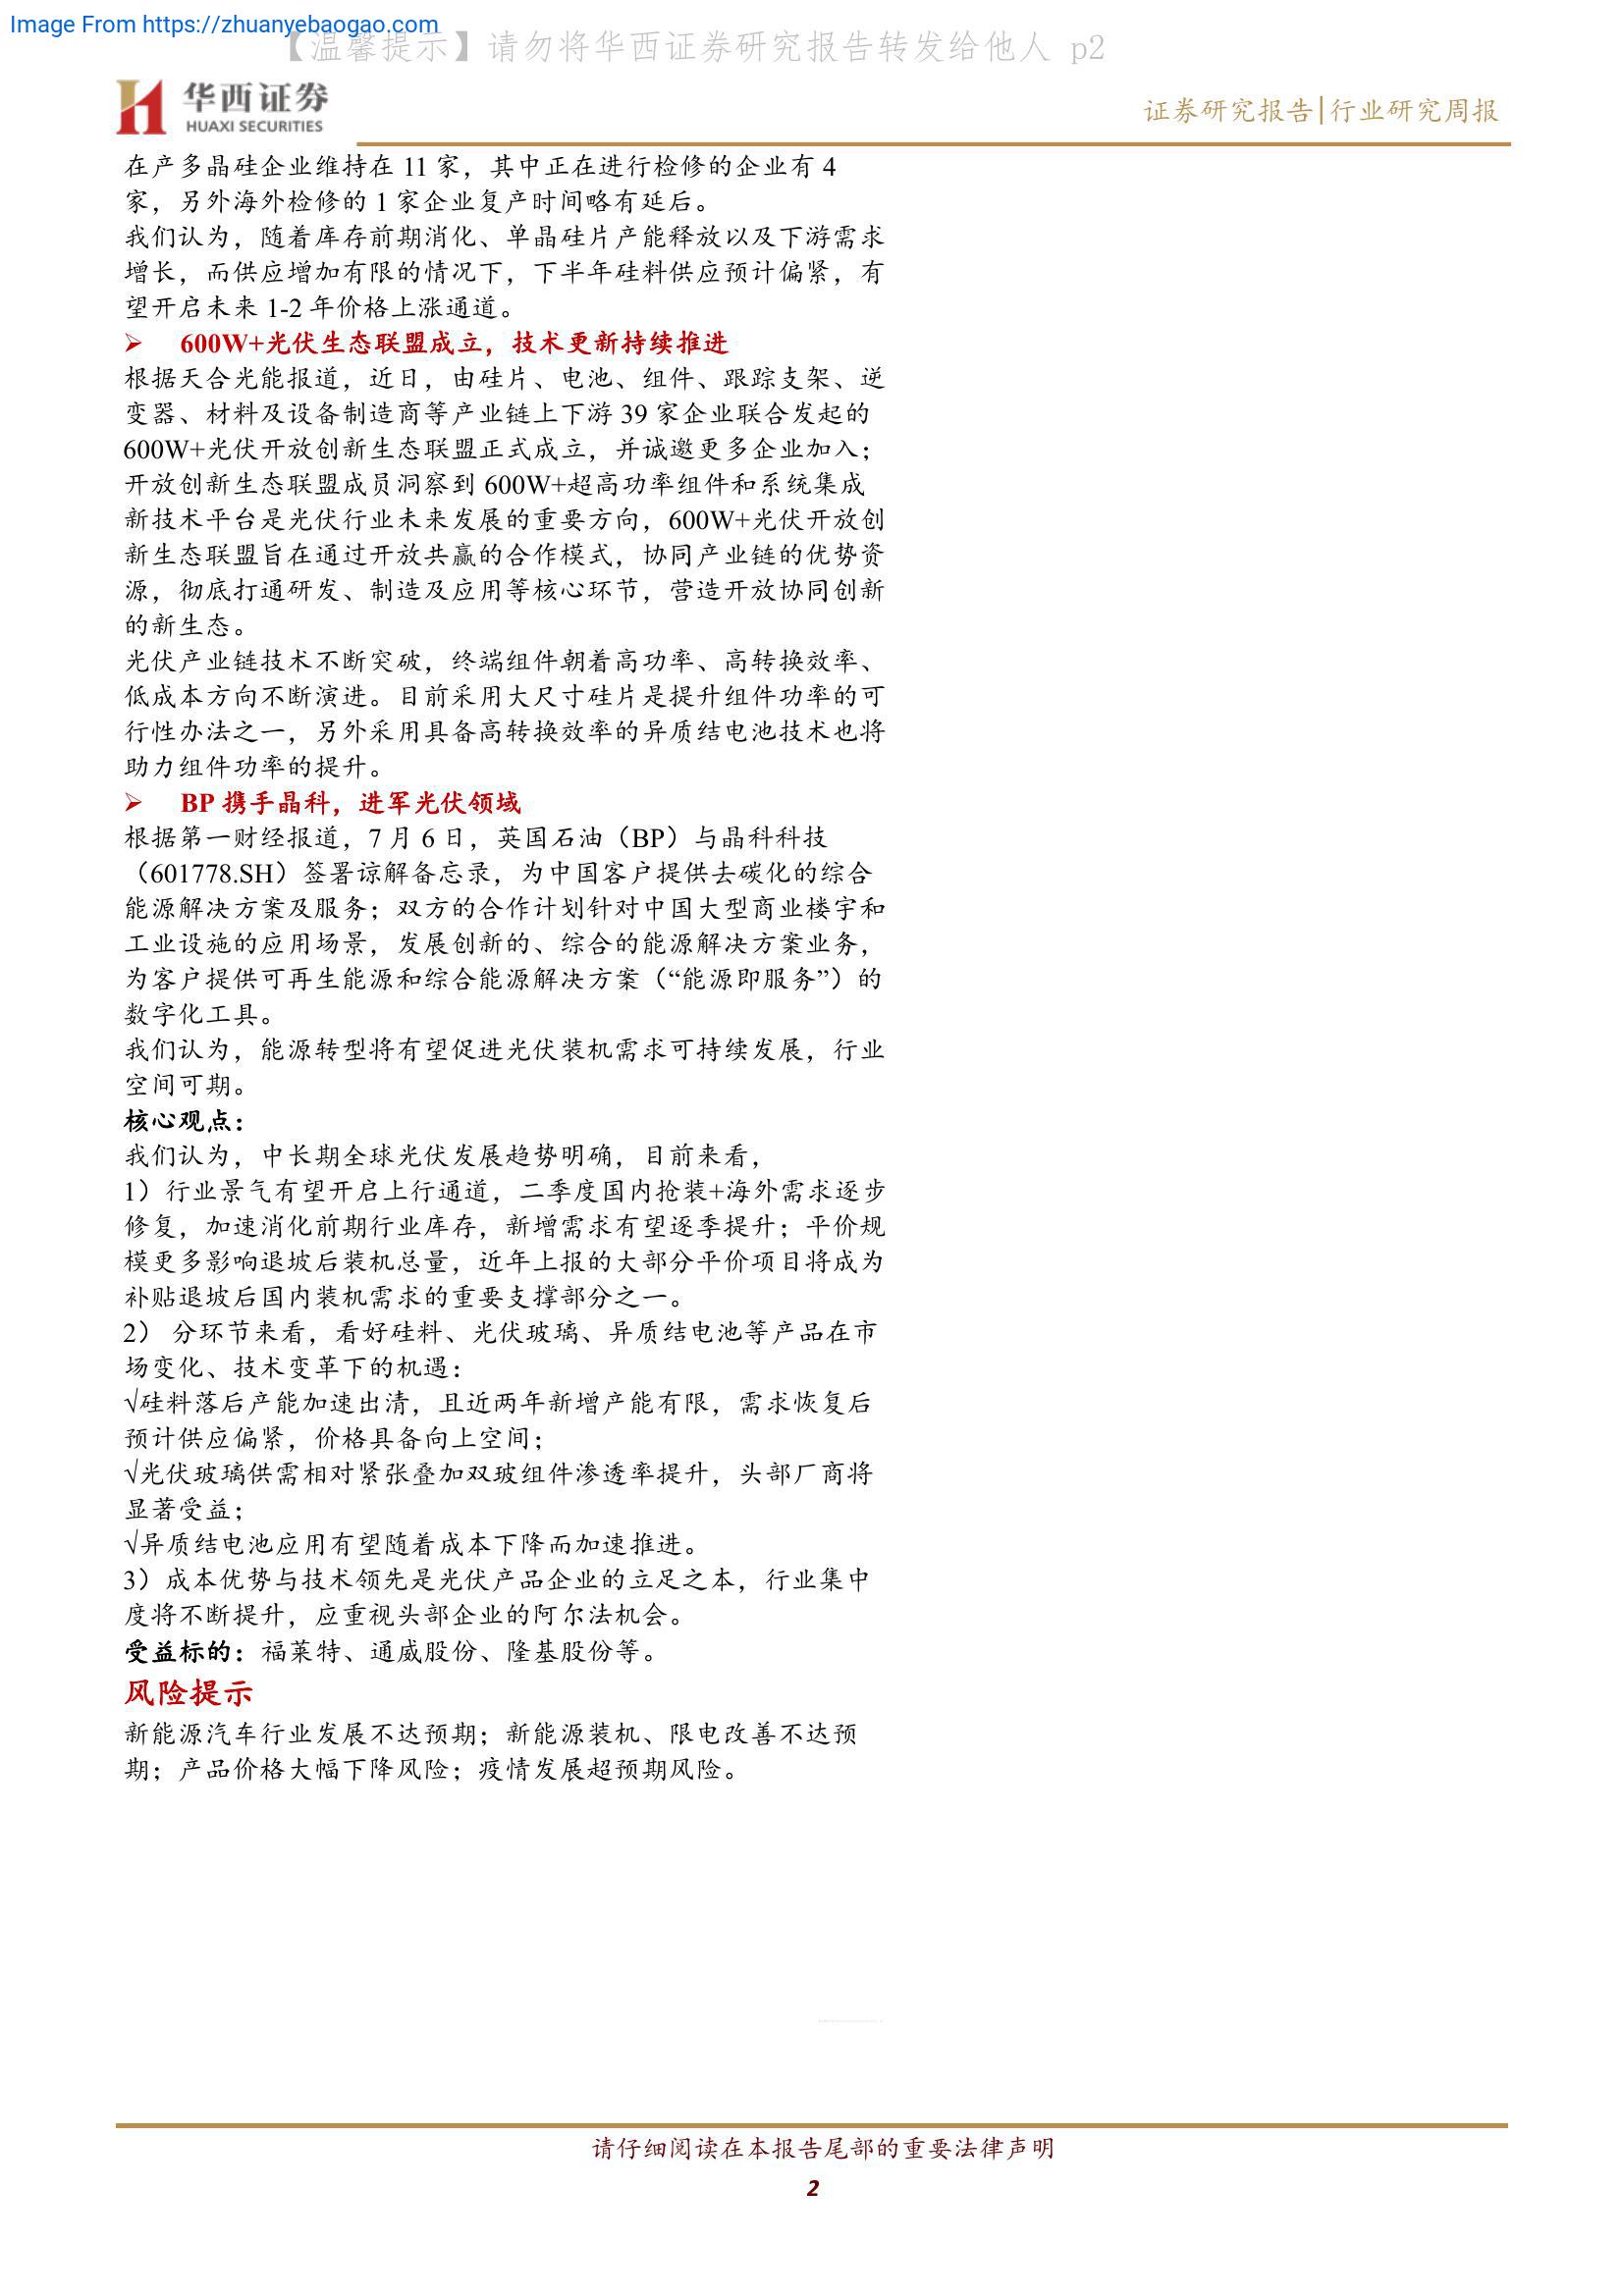 Image From https://zhuanyebaogao.com
【温馨提示】请勿将华西证券研究报告转发给他人 p2
华西证券
HUAXI SECURITIES
证券研究报告|行业研究周报
在产多晶硅企业维持在 11 家，其中正在进行检修的企业有 4
家，另外海外检修的 1 家企业复产时间略有延后。
我们认为，随着库存前期消化、单晶硅片产能释放以及下游需求
增长，而供应增加有限的情况下，下半年硅料供应预计偏紧，有
望开启未来 1-2 年价格上涨通道。
➢ 600W+光伏生态联盟成立，技术更新持续推进
根据天合光能报道，近日，由硅片、电池、组件、跟踪支架、逆
变器、材料及设备制造商等产业链上下游 39 家企业联合发起的
600W+光伏开放创新生态联盟正式成立，并诚邀更多企业加入；
开放创新生态联盟成员洞察到 600W+超高功率组件和系统集成
新技术平台是光伏行业未来发展的重要方向，600W+光伏开放创
新生态联盟旨在通过开放共赢的合作模式，协同产业链的优势资
源，彻底打通研发、制造及应用等核心环节，营造开放协同创新
的新生态。
光伏产业链技术不断突破，终端组件朝着高功率、高转换效率、
低成本方向不断演进。目前采用大尺寸硅片是提升组件功率的可
行性办法之一，另外采用具备高转换效率的异质结电池技术也将
助力组件功率的提升。
➢ BP 携手晶科，进军光伏领域
根据第一财经报道，7 月 6 日，英国石油（BP）与晶科科技
（601778.SH）签署谅解备忘录，为中国客户提供去碳化的综合
能源解决方案及服务；双方的合作计划针对中国大型商业楼宇和
工业设施的应用场景，发展创新的、综合的能源解决方案业务，
为客户提供可再生能源和综合能源解决方案（“能源即服务”）的
数字化工具。
我们认为，能源转型将有望促进光伏装机需求可持续发展，行业
空间可期。
核心观点：
我们认为，中长期全球光伏发展趋势明确，目前来看，
1）行业景气有望开启上行通道，二季度国内抢装+海外需求逐步
修复，加速消化前期行业库存，新增需求有望逐季提升；平价规
模更多影响退坡后装机总量，近年上报的大部分平价项目将成为
补贴退坡后国内装机需求的重要支撑部分之一。
2） 分环节来看，看好硅料、光伏玻璃、异质结电池等产品在市
场变化、技术变革下的机遇：
√硅料落后产能加速出清，且近两年新增产能有限，需求恢复后
预计供应偏紧，价格具备向上空间；
√光伏玻璃供需相对紧张叠加双玻组件渗透率提升，头部厂商将
显著受益；
√异质结电池应用有望随着成本下降而加速推进。
3）成本优势与技术领先是光伏产品企业的立足之本，行业集中
度将不断提升，应重视头部企业的阿尔法机会。
受益标的：福莱特、通威股份、隆基股份等。
风险提示
新能源汽车行业发展不达预期；新能源装机、限电改善不达预
期；产品价格大幅下降风险；疫情发展超预期风险。
请仔细阅读在本报告尾部的重要法律声明
2